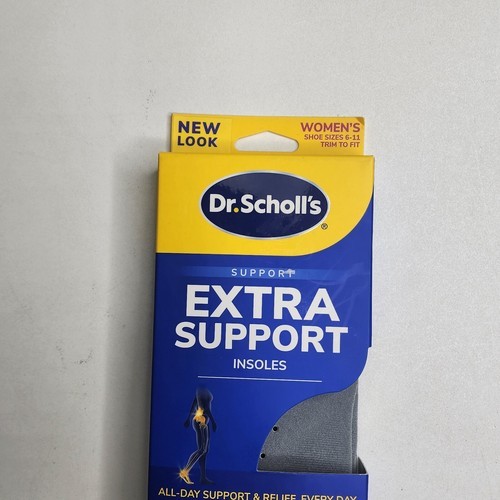 NEW
LOOK
WOMEN'S
SHOE SIZES 6-11
TRIM TO FIT
Dr.Scholl's
®
SUPPORT
EXTRA
SUPPORT
INSOLES
ALL-DAY SUPPORT & RELIEF, EVERY DAY